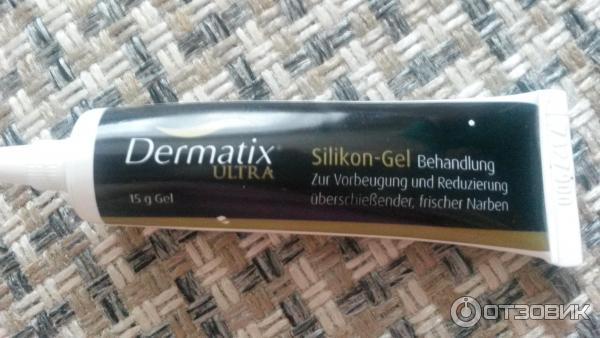 Dermatix®
ULTRA
15 g Gel
Silikon-Gel Behandlung
Zur Vorbeugung und Reduzierung
überschießender, frischer Narben
ОТЗОВИК